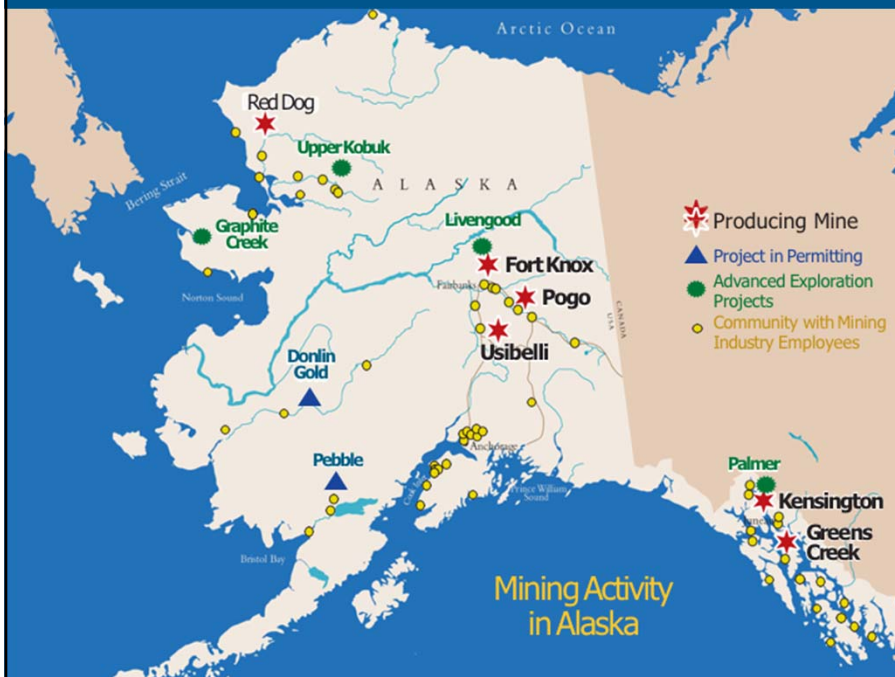 Arctic Ocean
Red Dog
Upper Kobuk
Bering Strait
ALASKA
Graphite
Creek
Livengood
Producing Mine
Fort Knox
Project in Permitting
Norton Sound
Fairbanks
Pogo
Advanced Exploration
Projects
CANADA
USA
Community with Mining
Industry Employees
Usibelli
Donlin
Gold
Anchorage
Pebble
Palmer
Prince William
Sound
Kensington
Greens
Creek
Bristol Bay
Mining Activity
in Alaska